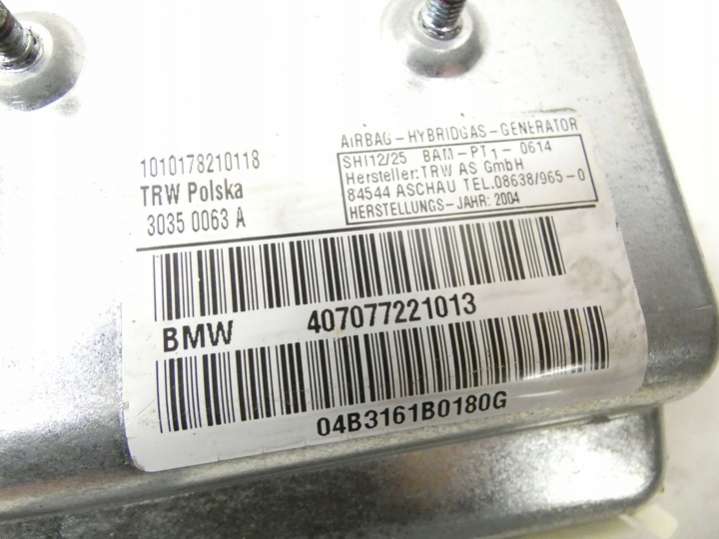 1010178210118
TRW Polska
3035 0063 A
AIRBAG-HYBRIDGAS-GENERATOR
SHI12/25 BAM-PT1-0614
Hersteller:TRW AS GmbH
84544 ASCHAU TEL.08638/965-0
HERSTELLUNGS-JAHR: 2004
BMW 407077221013
04B3161B0180G